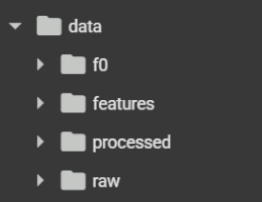 data
f0
features
processed
raw